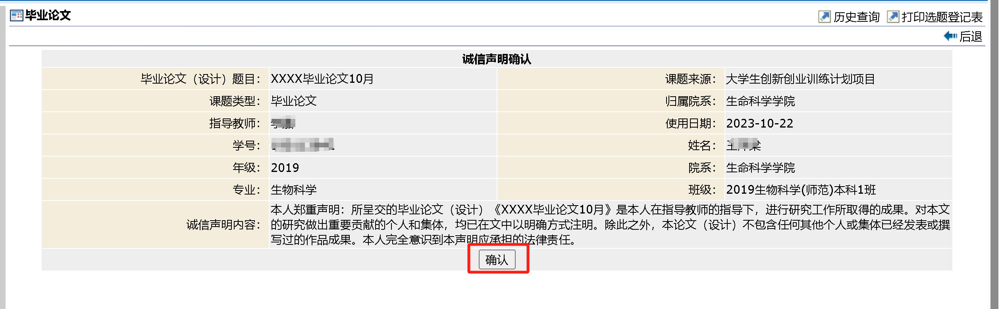 毕业论文
历史查询 打印选题登记表
后退
诚信声明确认
毕业论文（设计）题目： XXXX毕业论文10月 课题来源： 大学生创新创业训练计划项目
课题类型： 毕业论文 归属院系： 生命科学学院
指导教师： 使用日期： 2023-10-22
学号： 姓名：
年级： 2019 院系： 生命科学学院
专业： 生物科学 班级： 2019生物科学(师范)本科1班
本人郑重声明：所呈交的毕业论文（设计）《XXXX毕业论文10月》是本人在指导教师的指导下，进行研究工作所取得的成果。对本文
诚信声明内容： 的研究做出重要贡献的个人和集体，均已在文中以明确方式注明。除此之外，本论文（设计）不包含任何其他个人或集体已经发表或撰
写过的作品成果。本人完全意识到本声明应承担的法律责任。
确认